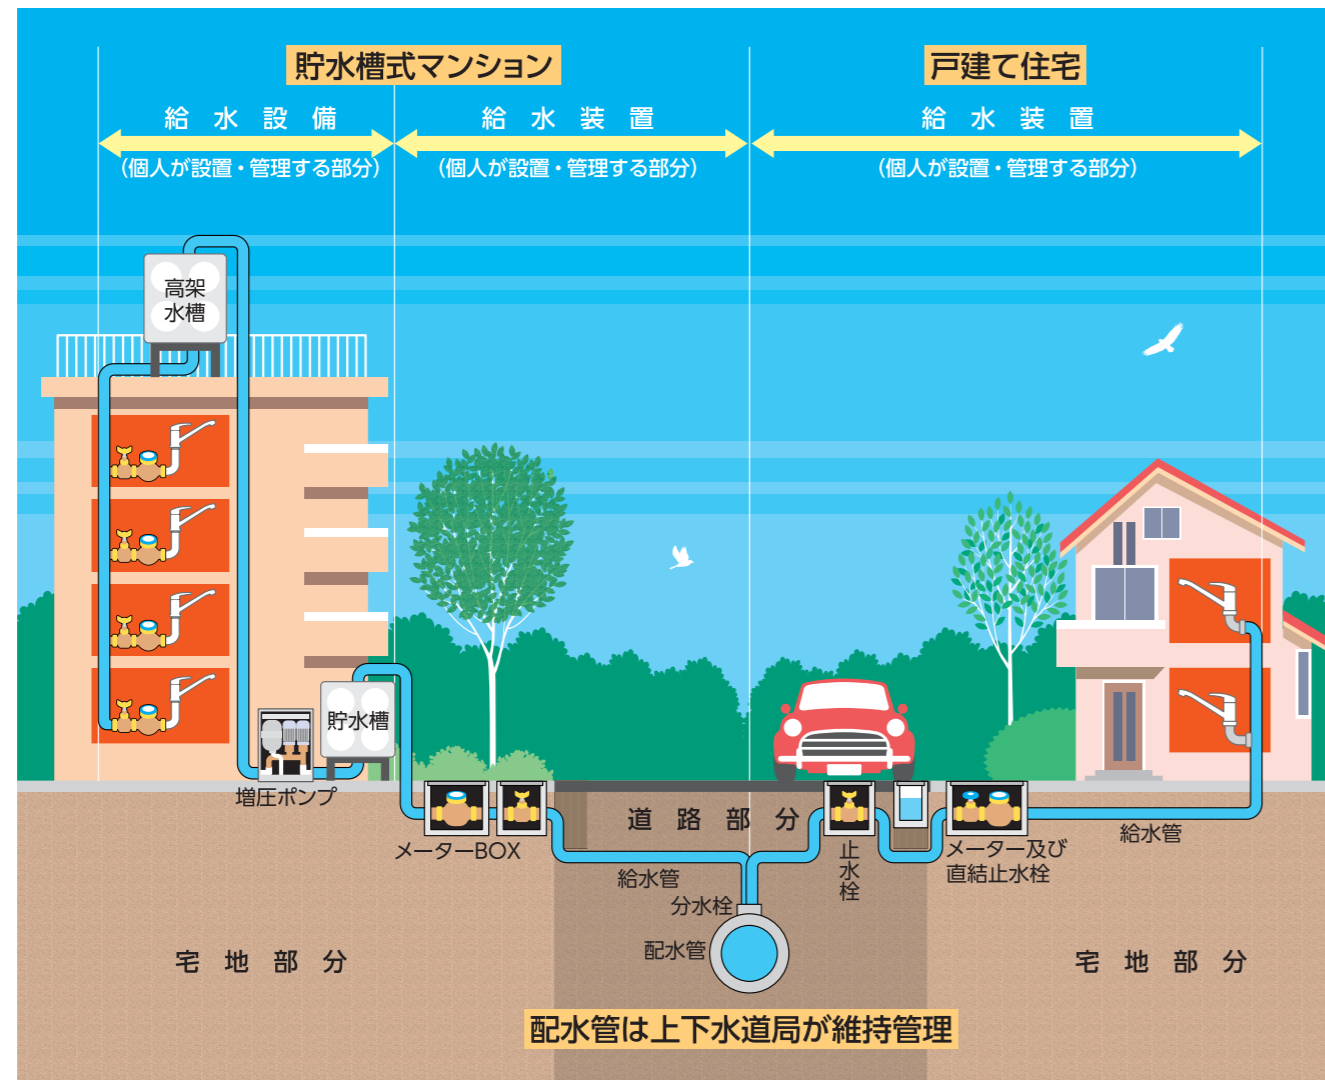 貯水槽式マンション
戸建て住宅
給水設備
給水装置
給水装置
(個人が設置・管理する部分)
(個人が設置・管理する部分)
(個人が設置・管理する部分)
高架
水槽
貯水槽
増圧ポンプ
メーターBOX
道路部分
給水管
分水栓
配水管
止水栓
メーター及び
直結止水栓
給水管
宅地部分
宅地部分
配水管は上下水道局が維持管理